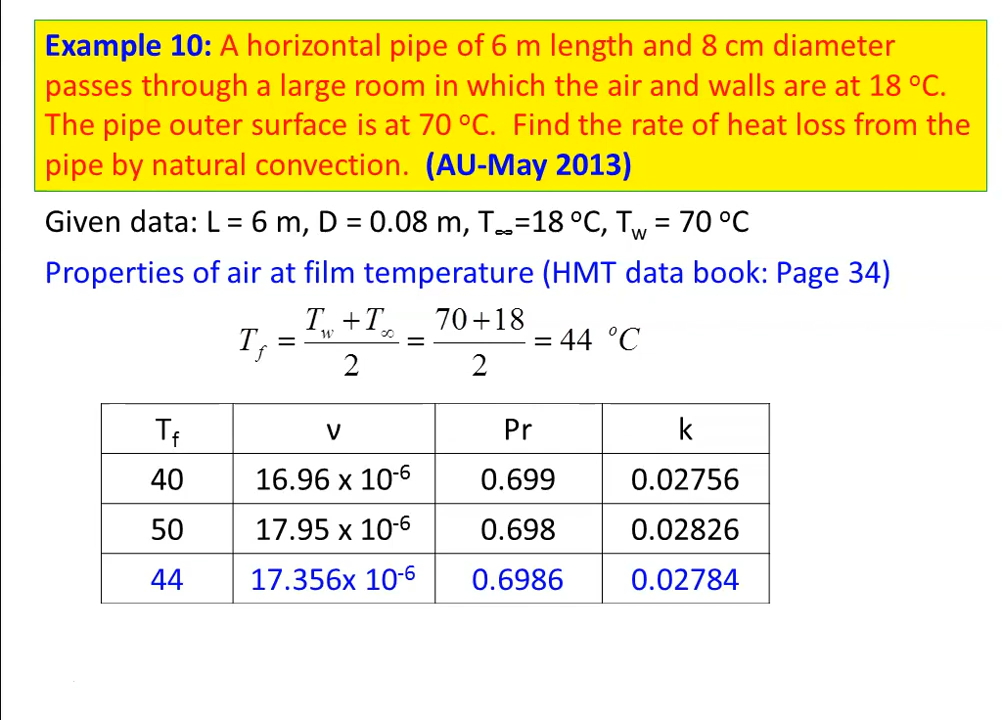 Example 10: A horizontal pipe of 6 m length and 8 cm diameter
passes through a large room in which the air and walls are at 18 °C.
The pipe outer surface is at 70 °C. Find the rate of heat loss from the
pipe by natural convection. (AU-May 2013)
Given data: L = 6 m, D = 0.08 m, T∞=18 °C, Tw = 70 °C
Properties of air at film temperature (HMT data book: Page 34)
T_f = (T_w + T_∞)/2 = (70+18)/2 = 44 °C
Tf ν Pr k
40 16.96 x 10⁻⁶ 0.699 0.02756
50 17.95 x 10⁻⁶ 0.698 0.02826
44 17.356x 10⁻⁶ 0.6986 0.02784